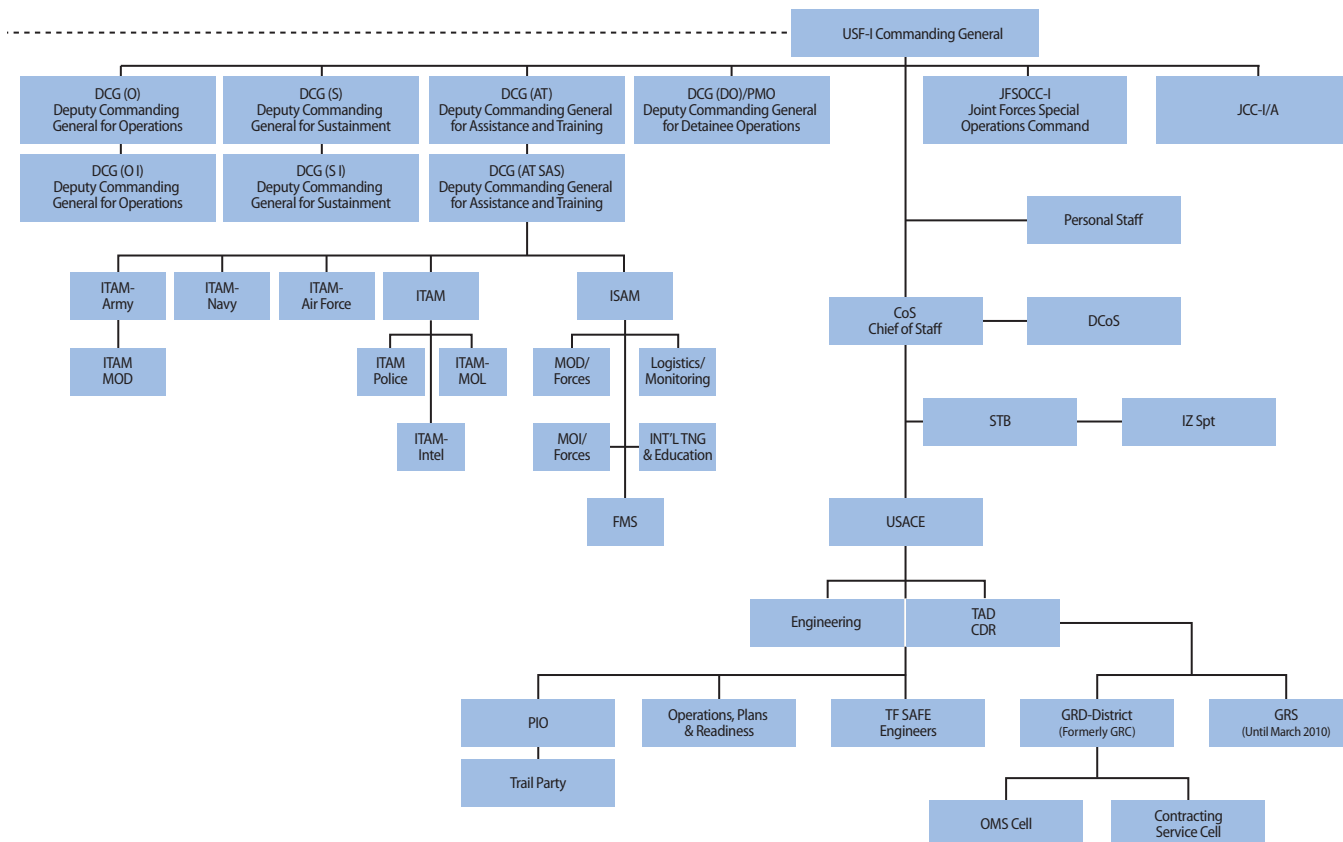 USF-I Commanding General
DCG (O)
Deputy Commanding
General for Operations
DCG (S)
Deputy Commanding
General for Sustainment
DCG (AT)
Deputy Commanding General
for Assistance and Training
DCG (DO)/PMO
Deputy Commanding General
for Detainee Operations
JFSOCC-I
Joint Forces Special
Operations Command
JCC-I/A
DCG (O I)
Deputy Commanding
General for Operations
DCG (S I)
Deputy Commanding
General for Sustainment
DCG (AT SAS)
Deputy Commanding General
for Assistance and Training
Personal Staff
ITAM-
Army
ITAM-
Navy
ITAM-
Air Force
ITAM
ISAM
CoS
Chief of Staff
DCoS
ITAM
MOD
ITAM
Police
ITAM-
MOL
MOD/
Forces
Logistics/
Monitoring
STB
IZ Spt
ITAM-
Intel
MOI/
Forces
INT'L TNG
& Education
FMS
USACE
Engineering
TAD
CDR
PIO
Operations, Plans
& Readiness
TF SAFE
Engineers
GRD-District
(Formerly GRC)
GRS
(Until March 2010)
Trail Party
OMS Cell
Contracting
Service Cell